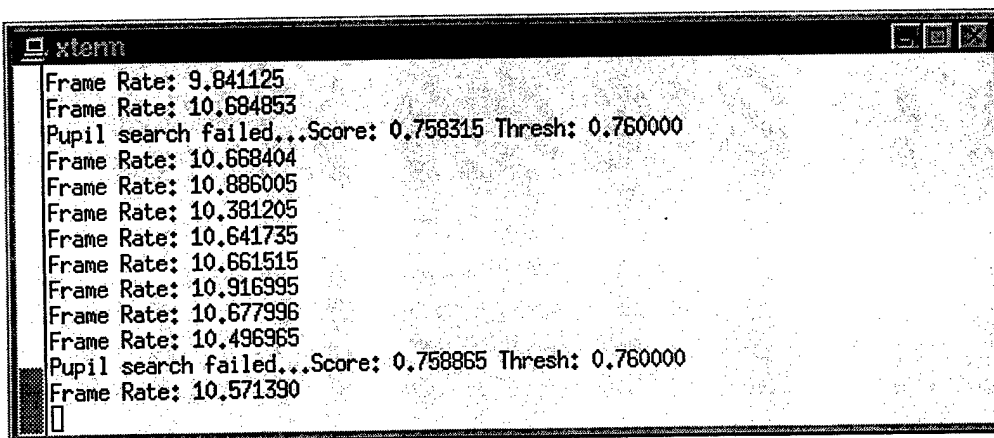 xterm
Frame Rate: 9.841125
Frame Rate: 10.684853
Pupil search failed...Score: 0.758315 Thresh: 0.760000
Frame Rate: 10.668404
Frame Rate: 10.886005
Frame Rate: 10.381205
Frame Rate: 10.641735
Frame Rate: 10.661515
Frame Rate: 10.916995
Frame Rate: 10.677996
Frame Rate: 10.496965
Pupil search failed...Score: 0.758865 Thresh: 0.760000
Frame Rate: 10.571390